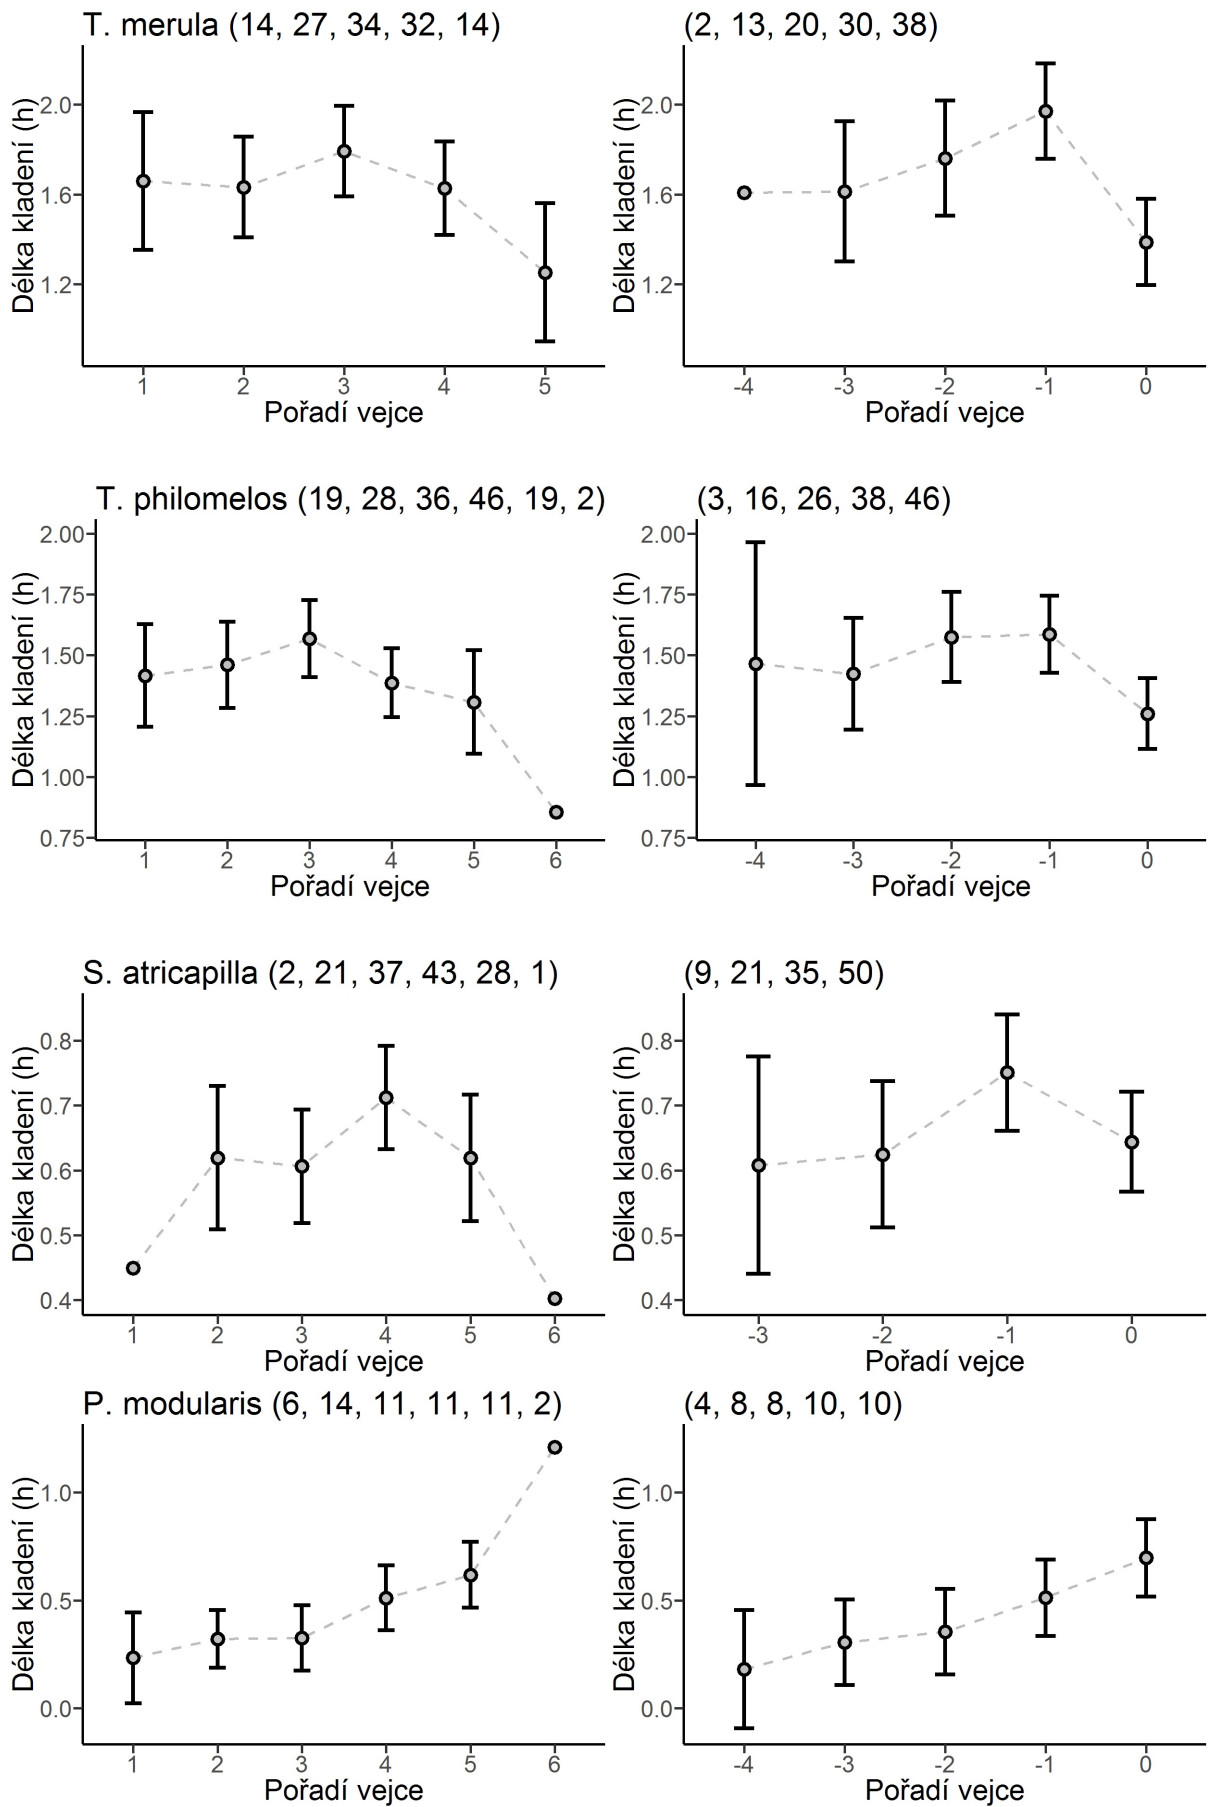 T. merula (14, 27, 34, 32, 14)
Délka kladení (h)
2.0
1.6
1.2
1 2 3 4 5
Pořadí vejce
(2, 13, 20, 30, 38)
Délka kladení (h)
2.0
1.6
1.2
-4 -3 -2 -1 0
Pořadí vejce
T. philomelos (19, 28, 36, 46, 19, 2)
Délka kladení (h)
2.00
1.75
1.50
1.25
1.00
0.75
1 2 3 4 5 6
Pořadí vejce
(3, 16, 26, 38, 46)
Délka kladení (h)
2.00
1.75
1.50
1.25
1.00
0.75
-4 -3 -2 -1 0
Pořadí vejce
S. atricapilla (2, 21, 37, 43, 28, 1)
Délka kladení (h)
0.8
0.7
0.6
0.5
0.4
1 2 3 4 5 6
Pořadí vejce
(9, 21, 35, 50)
Délka kladení (h)
0.8
0.7
0.6
0.5
0.4
-3 -2 -1 0
Pořadí vejce
P. modularis (6, 14, 11, 11, 11, 2)
Délka kladení (h)
1.0
0.5
0.0
1 2 3 4 5 6
Pořadí vejce
(4, 8, 8, 10, 10)
Délka kladení (h)
1.0
0.5
0.0
-4 -3 -2 -1 0
Pořadí vejce